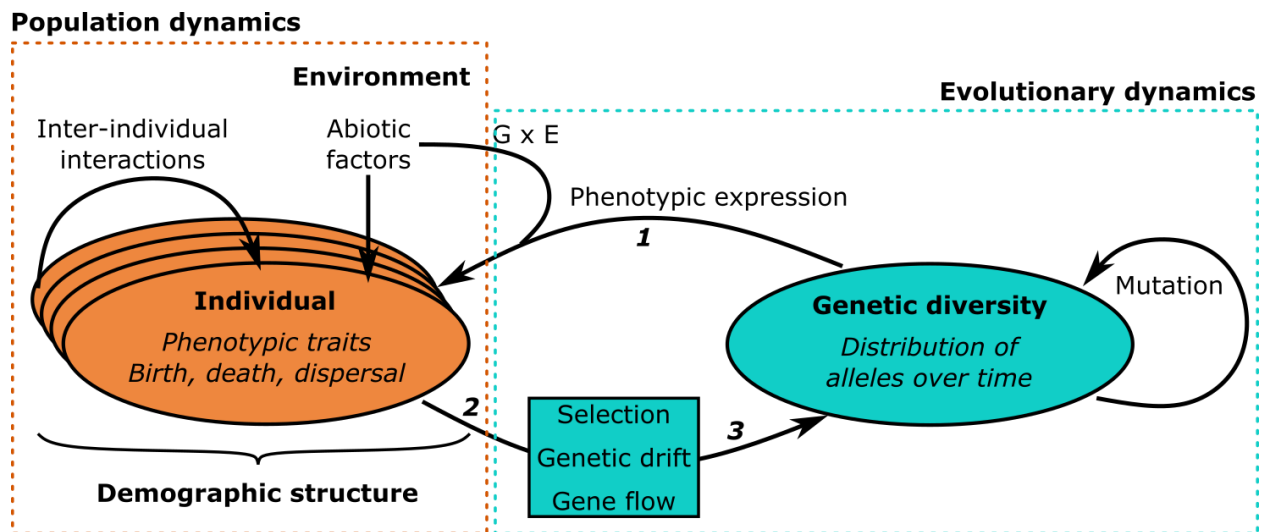 Population dynamics
Environment
Evolutionary dynamics
Inter-individual
interactions
Abiotic
factors
G x E
Phenotypic expression
1
Individual
Phenotypic traits
Birth, death, dispersal
Genetic diversity
Distribution of
alleles over time
Mutation
2
Selection
Genetic drift
Gene flow
3
Demographic structure